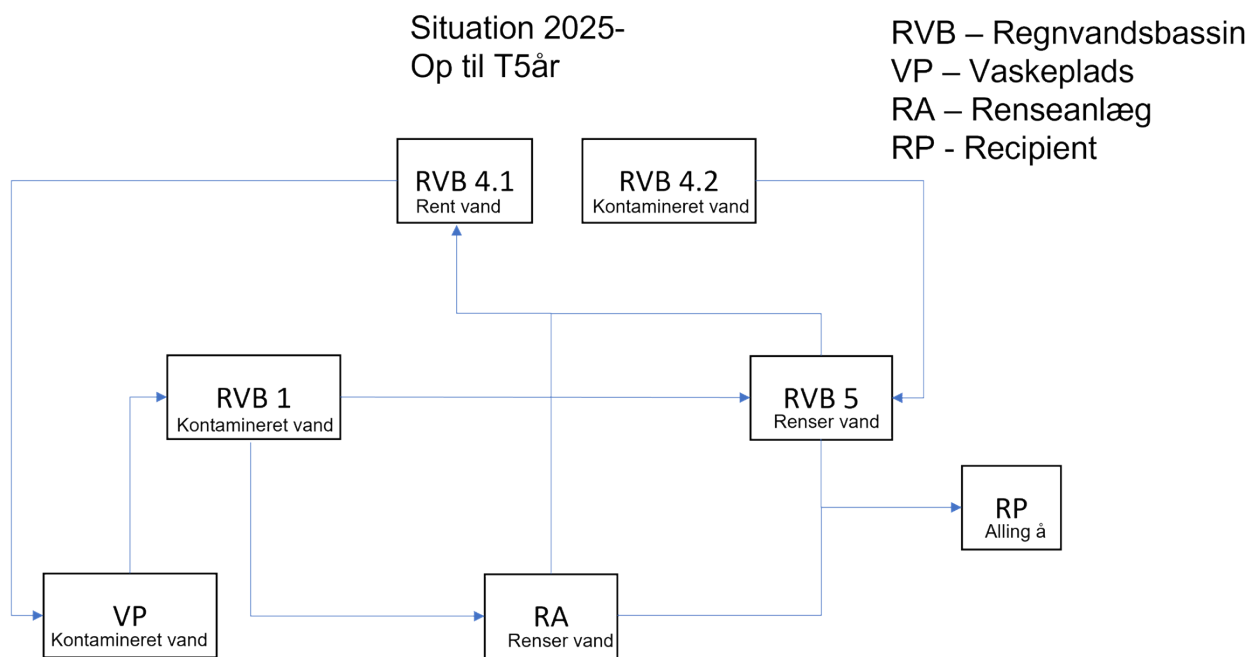 Situation 2025-
Op til T5år
RVB – Regnvandsbassin
VP – Vaskeplads
RA – Renseanlæg
RP - Recipient
RVB 4.1
Rent vand
RVB 4.2
Kontamineret vand
RVB 1
Kontamineret vand
RVB 5
Renser vand
RP
Alling å
VP
Kontamineret vand
RA
Renser vand